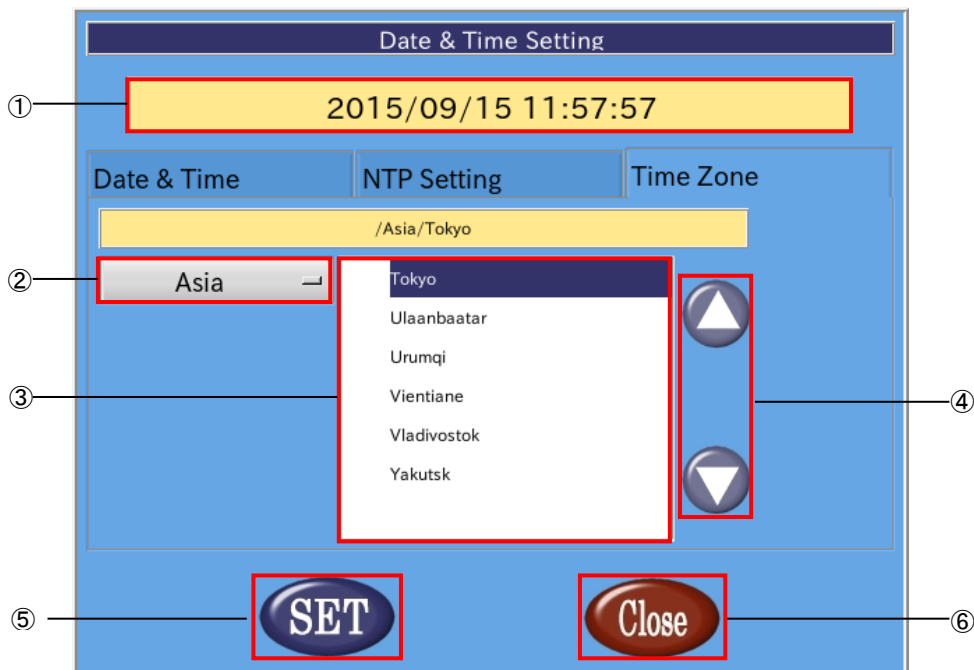 Date & Time Setting
① 2015/09/15 11:57:57
Date & Time NTP Setting Time Zone
/Asia/Tokyo
② Asia
Tokyo
Ulaanbaatar
Urumqi
③ Vientiane ④
Vladivostok
Yakutsk
⑤ SET Close ⑥